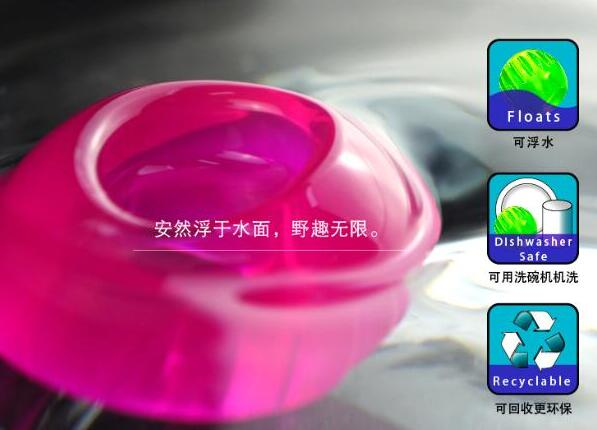 安然浮于水面，野趣无限。
Floats
可浮水
Dishwasher
Safe
可用洗碗机机洗
Recyclable
可回收更环保